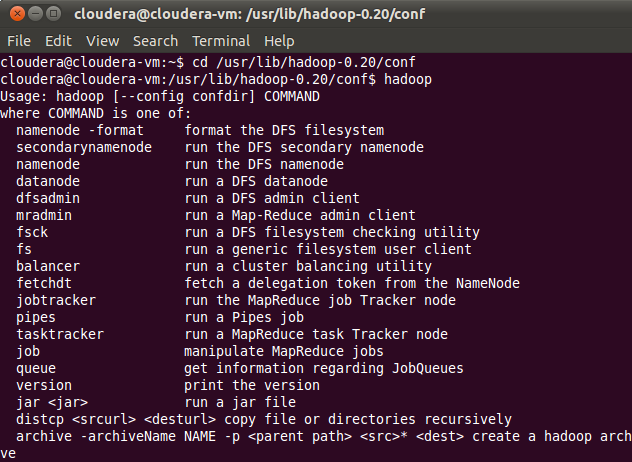 cloudera@cloudera-vm: /usr/lib/hadoop-0.20/conf
File Edit View Search Terminal Help
cloudera@cloudera-vm:~$ cd /usr/lib/hadoop-0.20/conf
cloudera@cloudera-vm:/usr/lib/hadoop-0.20/conf$ hadoop
Usage: hadoop [--config confdir] COMMAND
where COMMAND is one of:
  namenode -format     format the DFS filesystem
  secondarynamenode    run the DFS secondary namenode
  namenode             run the DFS namenode
  datanode             run a DFS datanode
  dfsadmin             run a DFS admin client
  mradmin              run a Map-Reduce admin client
  fsck                 run a DFS filesystem checking utility
  fs                   run a generic filesystem user client
  balancer             run a cluster balancing utility
  fetchdt              fetch a delegation token from the NameNode
  jobtracker           run the MapReduce job Tracker node
  pipes                run a Pipes job
  tasktracker          run a MapReduce task Tracker node
  job                  manipulate MapReduce jobs
  queue                get information regarding JobQueues
  version              print the version
  jar <jar>            run a jar file
  distcp <srcurl> <desturl> copy file or directories recursively
  archive -archiveName NAME -p <parent path> <src>* <dest> create a hadoop arch
ve